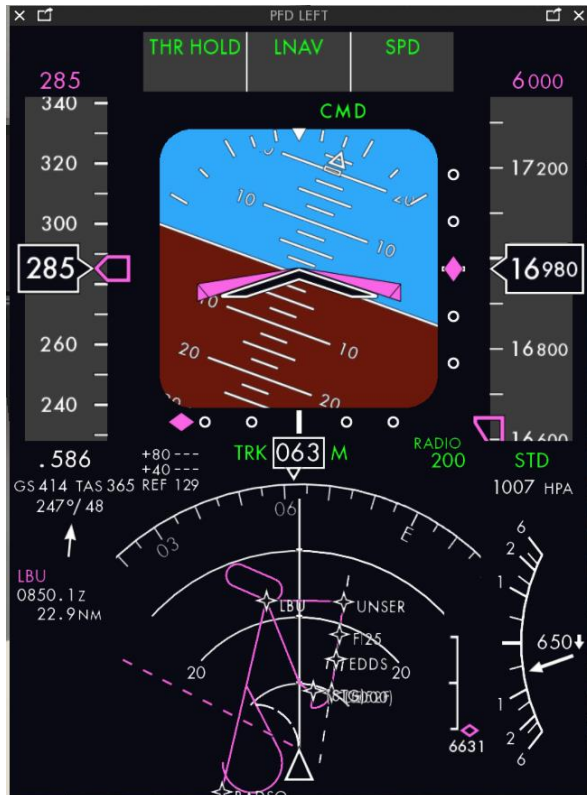 PFD LEFT
THR HOLD LNAV SPD
285 6000
CMD
340
320
300
285
260
240
17200
16980
16800
16600
20
10 10
10 10
20 20
.586
+80 ---
+40 ---
REF 129
TRK 063 M
RADIO
200
STD
1007 HPA
GS 414 TAS 365
247°/ 48
LBU
0850.1Z
22.9NM
03 06 E
LBU UNSER
FI25
TEDDS
20 20
6631
6
2
1
650
1
2
6